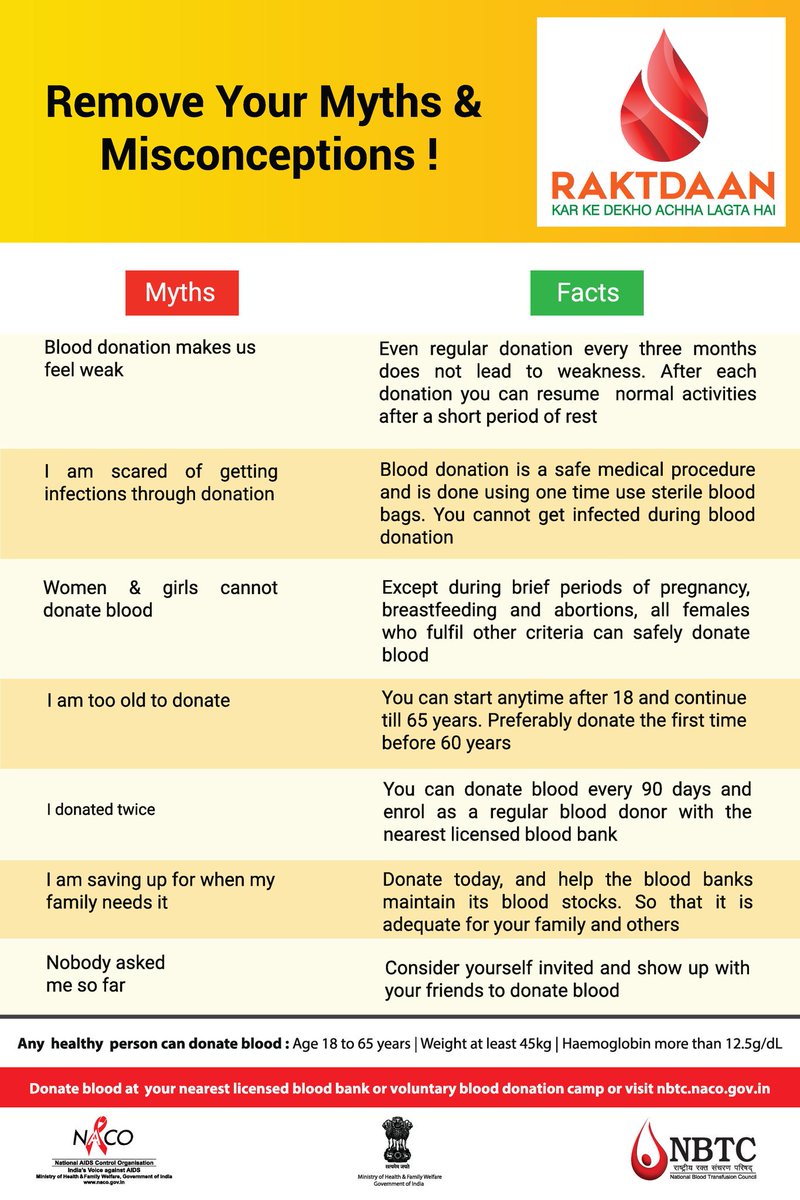 Remove Your Myths &
Misconceptions !
RAKTDAAN
KAR KE DEKHO ACHHA LAGTA HAI
Myths
Facts
Blood donation makes us
feel weak
Even regular donation every three months
does not lead to weakness. After each
donation you can resume normal activities
after a short period of rest
I am scared of getting
infections through donation
Blood donation is a safe medical procedure
and is done using one time use sterile blood
bags. You cannot get infected during blood
donation
Women & girls cannot
donate blood
Except during brief periods of pregnancy,
breastfeeding and abortions, all females
who fulfil other criteria can safely donate
blood
I am too old to donate
You can start anytime after 18 and continue
till 65 years. Preferably donate the first time
before 60 years
I donated twice
You can donate blood every 90 days and
enrol as a regular blood donor with the
nearest licensed blood bank
I am saving up for when my
family needs it
Donate today, and help the blood banks
maintain its blood stocks. So that it is
adequate for your family and others
Nobody asked
me so far
Consider yourself invited and show up with
your friends to donate blood
Any healthy person can donate blood : Age 18 to 65 years | Weight at least 45kg | Haemoglobin more than 12.5g/dL
Donate blood at your nearest licensed blood bank or voluntary blood donation camp or visit nbtc.naco.gov.in
NACO
National AIDS Control Organisation
India's Voice against AIDS
Ministry of Health & Family Welfare, Government of India
www.naco.gov.in
सत्यमेव जयते
Ministry of Health & Family Welfare
Government of India
NBTC
राष्ट्रीय रक्त संचरण परिषद्
National Blood Transfusion Council